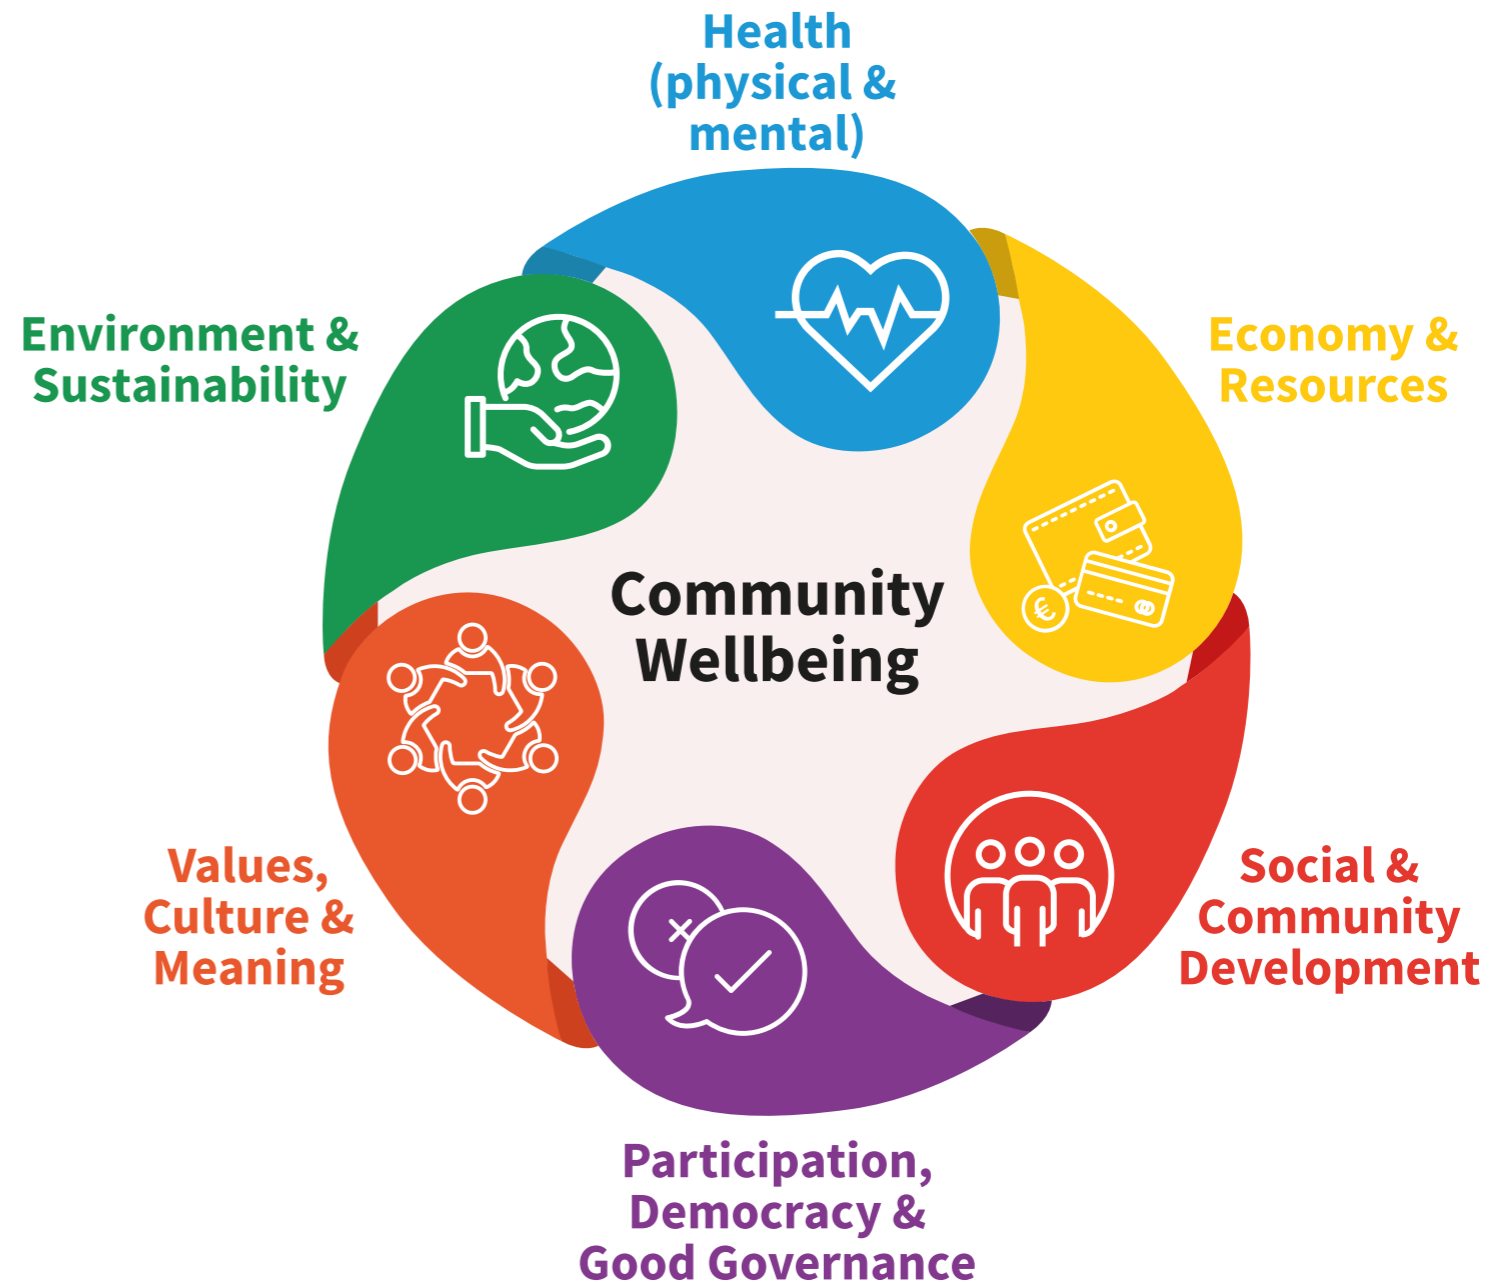 Health
(physical &
mental)
Environment &
Sustainability
Economy &
Resources
Community
Wellbeing
€
Values,
Culture &
Meaning
Social &
Community
Development
Participation,
Democracy &
Good Governance